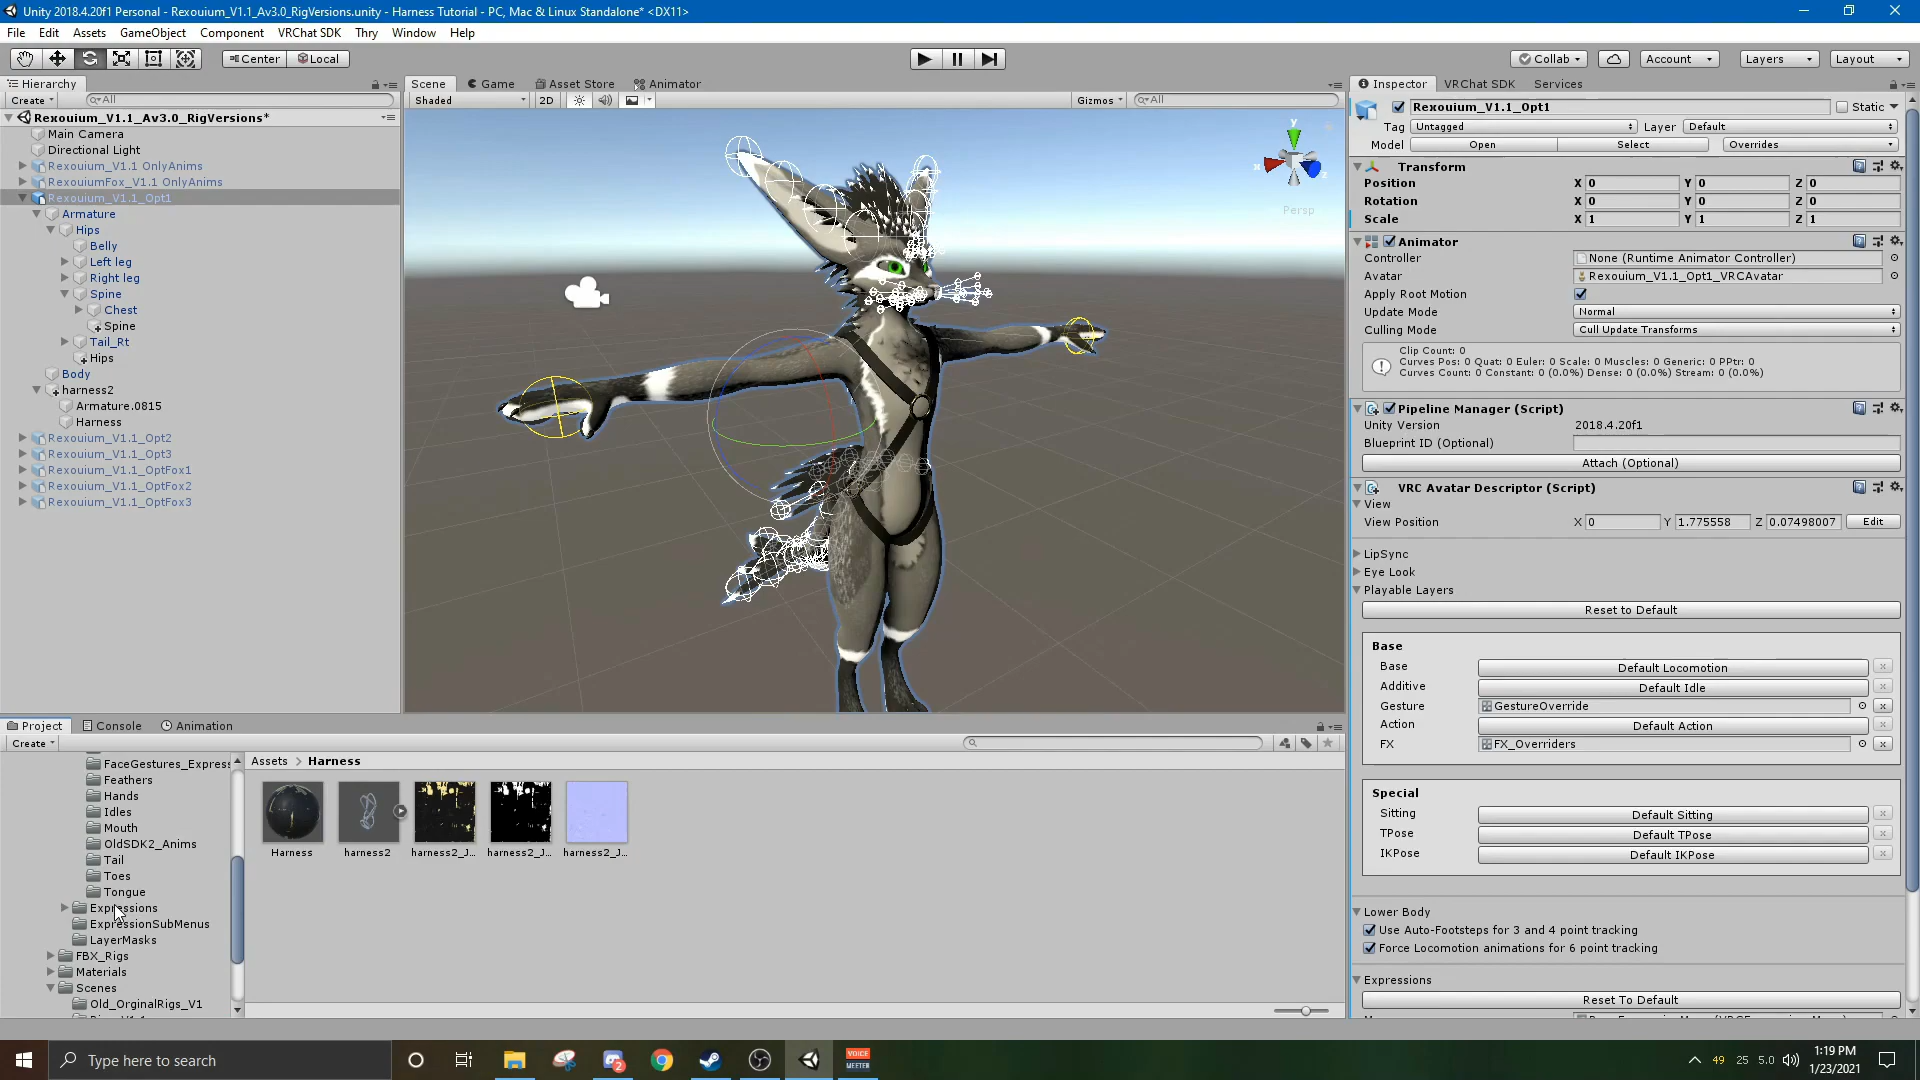 Unity 2018.4.20f1 Personal - Rexouium_V1.1_Av3.0_RigVersions.unity - Harness Tutorial - PC, Mac & Linux Standalone* <DX11>
File Edit Assets GameObject Component VRChat SDK Thry Window Help
Center Local Collab Account Layers Layout
Hierarchy
Create All
Rexouium_V1.1_Av3.0_RigVersions*
Main Camera
Directional Light
Rexouium_V1.1 OnlyAnims
RexouiumFox_V1.1 OnlyAnims
Rexouium_V1.1_Opt1
Armature
Hips
Belly
Left leg
Right leg
Spine
Chest
Spine
Tail_Rt
Hips
Body
harness2
Armature.0815
Harness
Rexouium_V1.1_Opt2
Rexouium_V1.1_Opt3
Rexouium_V1.1_OptFox1
Rexouium_V1.1_OptFox2
Rexouium_V1.1_OptFox3
Scene Game Asset Store Animator
Shaded 2D Gizmos All
y
x
z
Persp
Inspector VRChat SDK Services
Rexouium_V1.1_Opt1 Static
Tag Untagged Layer Default
Model Open Select Overrides
Transform
Position X 0 Y 0 Z 0
Rotation X 0 Y 0 Z 0
Scale X 1 Y 1 Z 1
Animator
Controller None (Runtime Animator Controller)
Avatar Rexouium_V1.1_Opt1_VRCAvatar
Apply Root Motion
Update Mode Normal
Culling Mode Cull Update Transforms
Clip Count: 0
Curves Pos: 0 Quat: 0 Euler: 0 Scale: 0 Muscles: 0 Generic: 0 PPtr: 0
Curves Count: 0 Constant: 0 (0.0%) Dense: 0 (0.0%) Stream: 0 (0.0%)
Pipeline Manager (Script)
Unity Version 2018.4.20f1
Blueprint ID (Optional)
Attach (Optional)
VRC Avatar Descriptor (Script)
View
View Position X 0 Y 1.775558 Z 0.07498007 Edit
LipSync
Eye Look
Playable Layers
Reset to Default
Base
Base Default Locomotion
Additive Default Idle
Gesture GestureOverride
Action Default Action
FX FX_Overriders
Special
Sitting Default Sitting
TPose Default TPose
IKPose Default IKPose
Lower Body
Use Auto-Footsteps for 3 and 4 point tracking
Force Locomotion animations for 6 point tracking
Expressions
Reset To Default
Project Console Animation
Create
FaceGestures_Express
Feathers
Hands
Idles
Mouth
OldSDK2_Anims
Tail
Toes
Tongue
Expressions
ExpressionSubMenus
LayerMasks
FBX_Rigs
Materials
Scenes
Old_OrginalRigs_V1
Assets > Harness
Harness harness2 harness2_J... harness2_J... harness2_J...
Type here to search
2
VOICE
MEETER
49 25 5.0
1:19 PM
1/23/2021